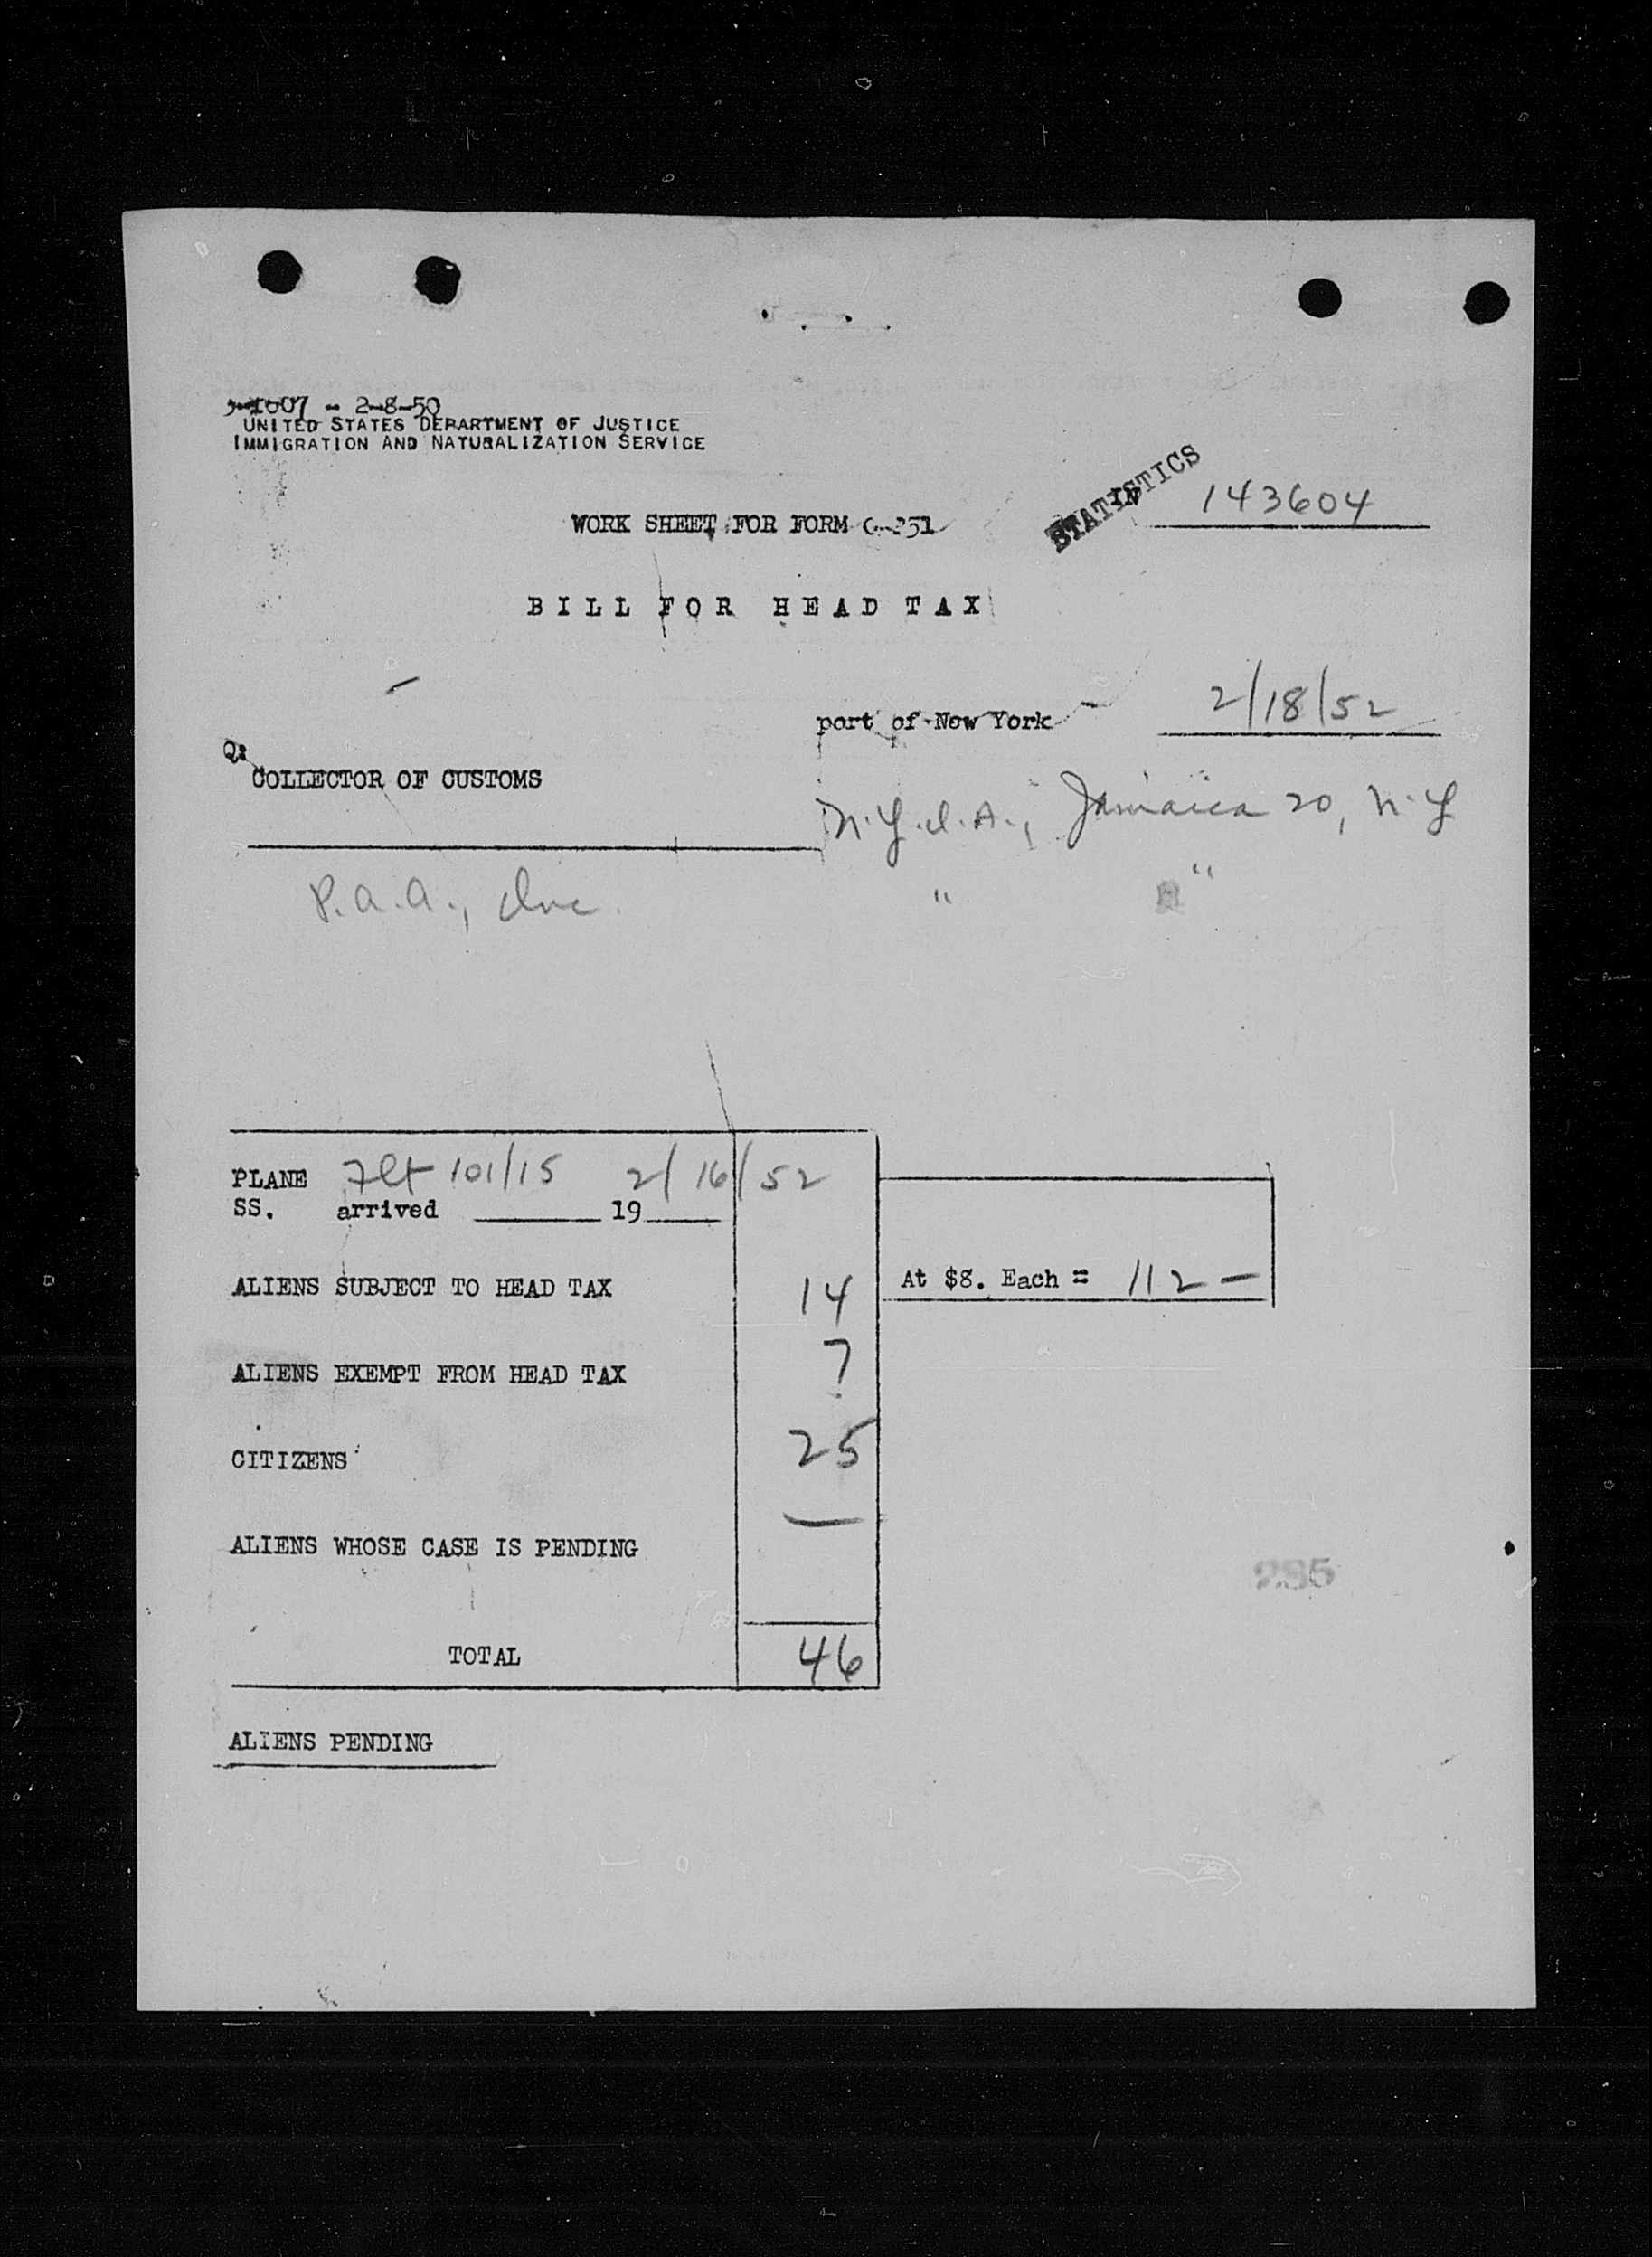 - 2-8-50
UNITED STATES DEPARTMENT OF JUSTICE
IMMIGRATION AND NATURALIZATION SERVICE
STATISTICS
143604
WORK SHEET FOR FORM
BILL FOR HEAD TAX
port of New York 2/18/52
COLLECTOR OF CUSTOMS
N.Y.I.A., Jamaica 20, N.Y
P.A.A., Inc. " "
PLANE Flt 101/15 2/16/52
SS. arrived 19
ALIENS SUBJECT TO HEAD TAX 14 At $8. Each = 112 —
ALIENS EXEMPT FROM HEAD TAX 7
CITIZENS 25
—
ALIENS WHOSE CASE IS PENDING
295
TOTAL 46
ALIENS PENDING